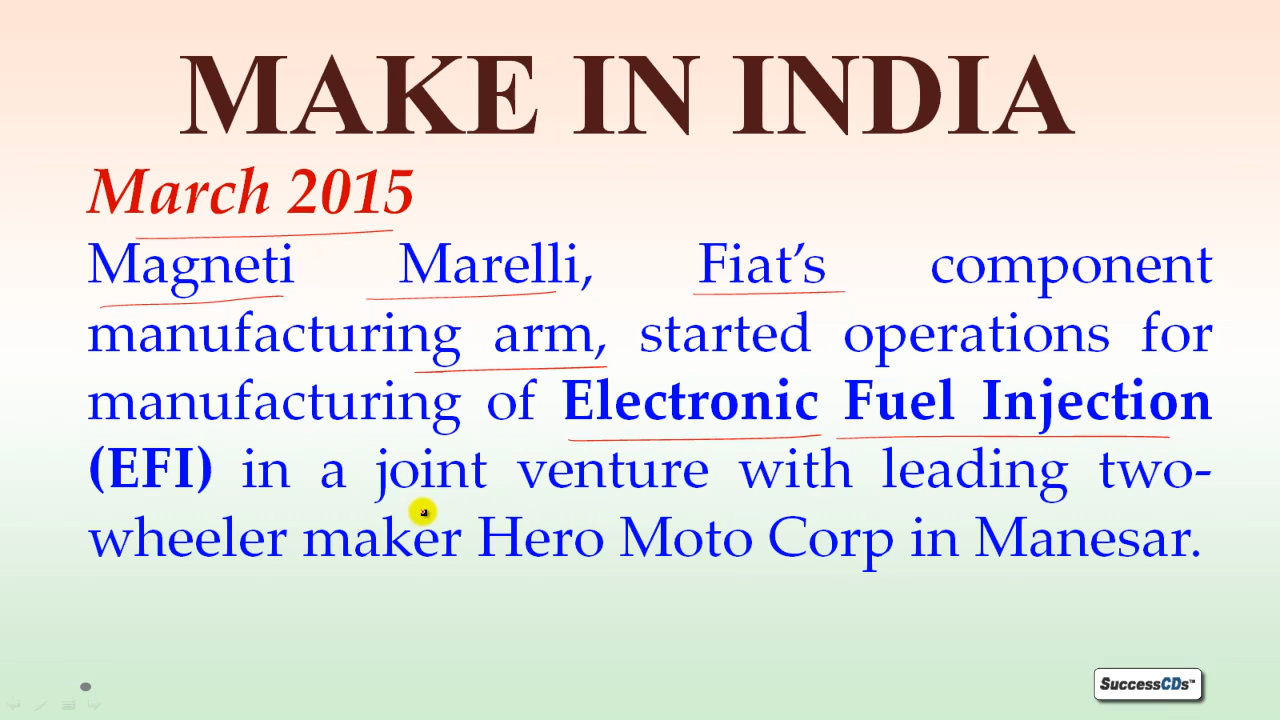 MAKE IN INDIA
March 2015
Magneti Marelli, Fiat’s component
manufacturing arm, started operations for
manufacturing of Electronic Fuel Injection
(EFI) in a joint venture with leading two-
wheeler maker Hero Moto Corp in Manesar.
SuccessCDs™